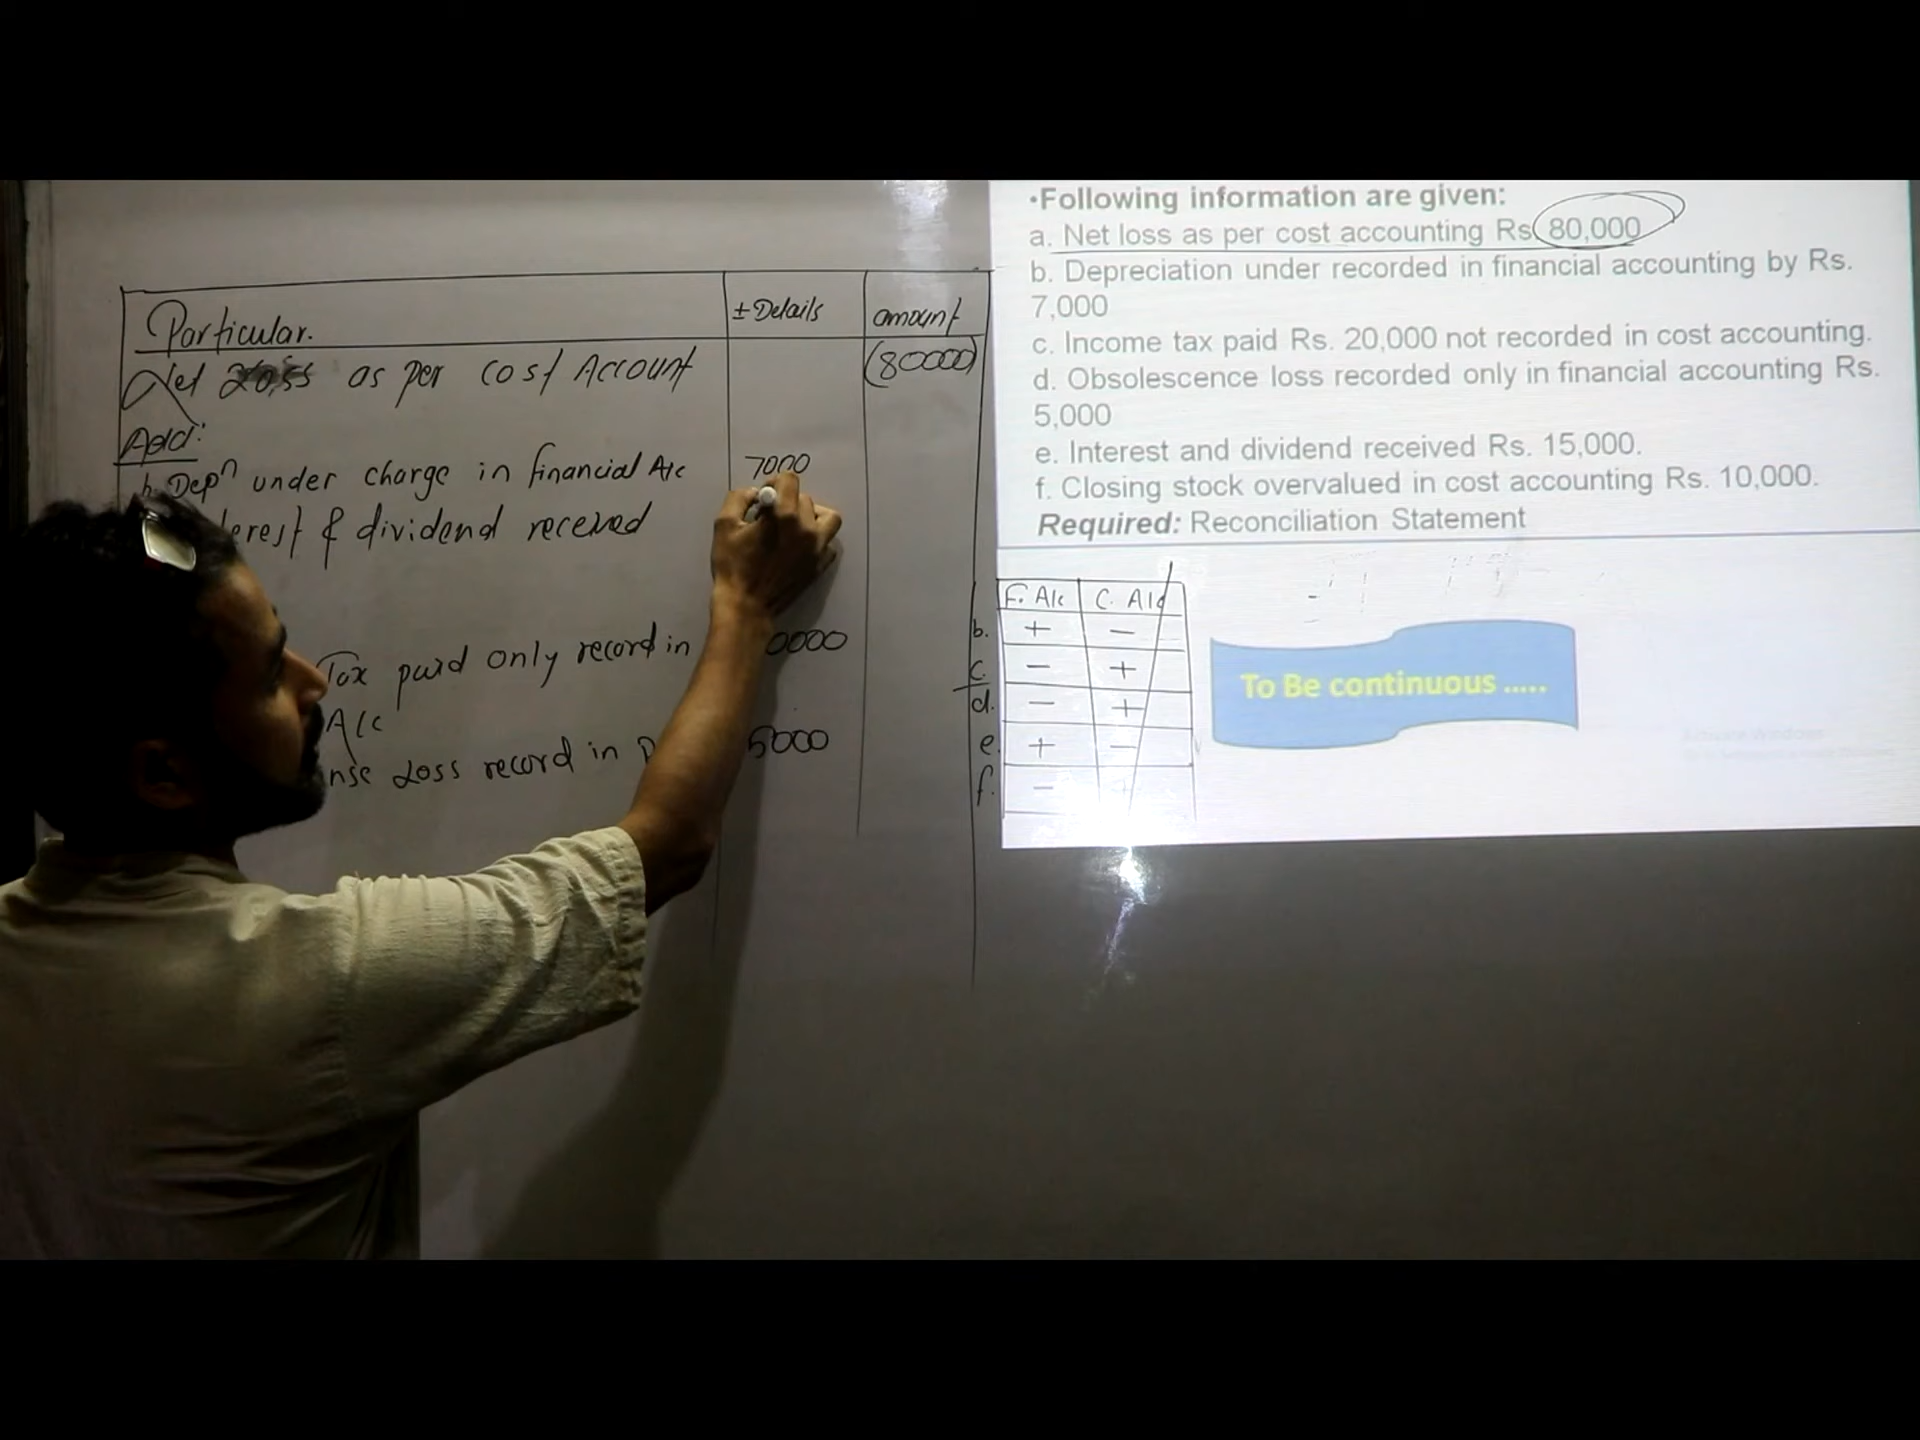 Particular.
± Details
amount
Net Loss as per cost Account
(80000)
Add:
b. Depn under charge in financial A/c
7000
erest & dividend received
Tax paid only record in
0000
A/c
nse Loss record in
5000
•Following information are given:
a. Net loss as per cost accounting Rs 80,000
b. Depreciation under recorded in financial accounting by Rs.
7,000
c. Income tax paid Rs. 20,000 not recorded in cost accounting.
d. Obsolescence loss recorded only in financial accounting Rs.
5,000
e. Interest and dividend received Rs. 15,000.
f. Closing stock overvalued in cost accounting Rs. 10,000.
Required: Reconciliation Statement
F. A/c C. A/c
b. + −
c. − +
d. − +
e. + −
f. −
To Be continuous .....